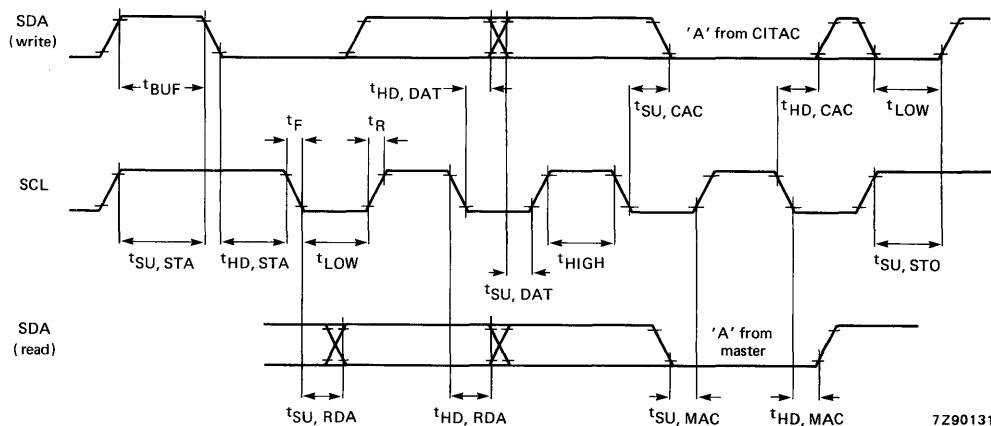 SDA
(write)
'A' from CITAC
tBUF
tHD, DAT
tSU, CAC
tHD, CAC
tLOW
tF
tR
SCL
tSU, STA
tHD, STA
tLOW
tHIGH
tSU, STO
tSU, DAT
SDA
(read)
'A' from
master
tSU, RDA
tHD, RDA
tSU, MAC
tHD, MAC
7Z90131